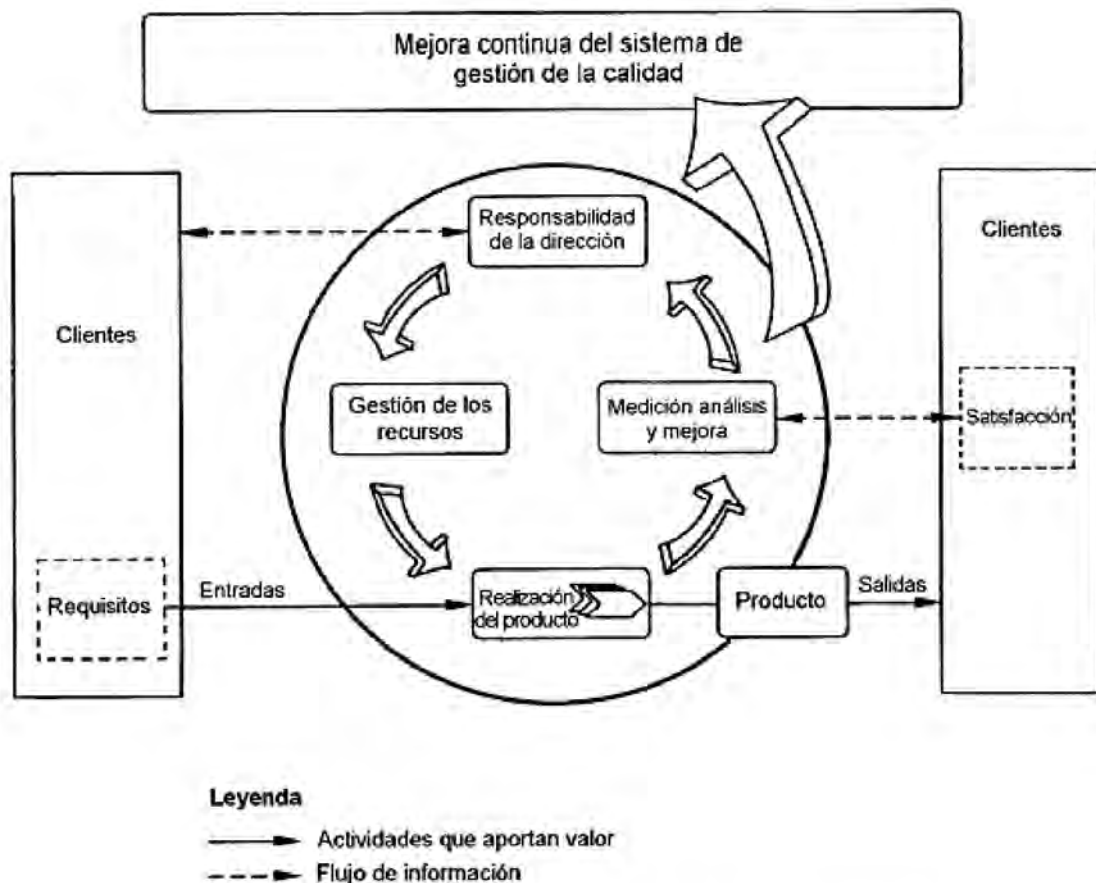 Mejora continua del sistema de
gestión de la calidad
Responsabilidad
de la dirección
Clientes
Clientes
Gestión de los
recursos
Medición análisis
y mejora
Satisfacción
Requisitos
Entradas
Realización
del producto
Producto
Salidas
Leyenda
Actividades que aportan valor
Flujo de información